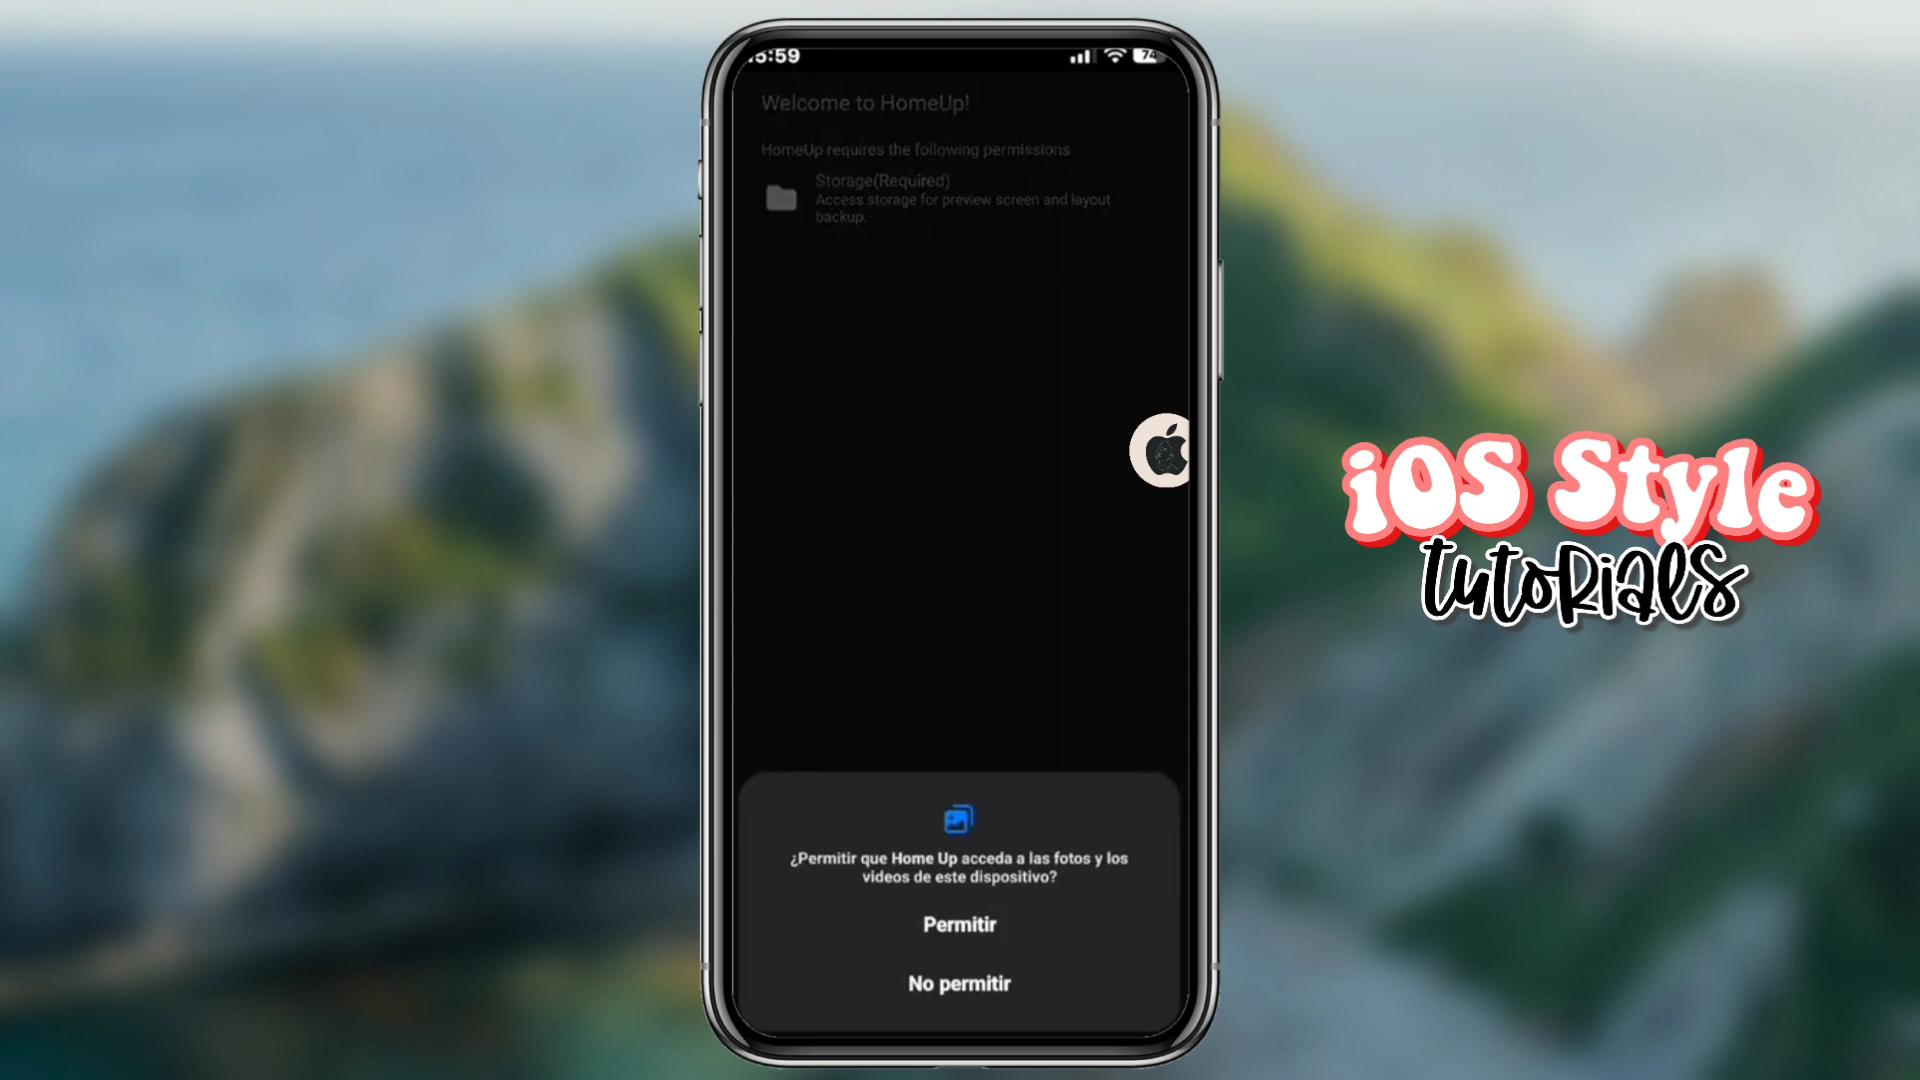 5:59
74
Welcome to HomeUp!
HomeUp requires the following permissions
Storage(Required)
Access storage for preview screen and layout
backup.
iOS Style
tutorials
¿Permitir que Home Up acceda a las fotos y los
videos de este dispositivo?
Permitir
No permitir